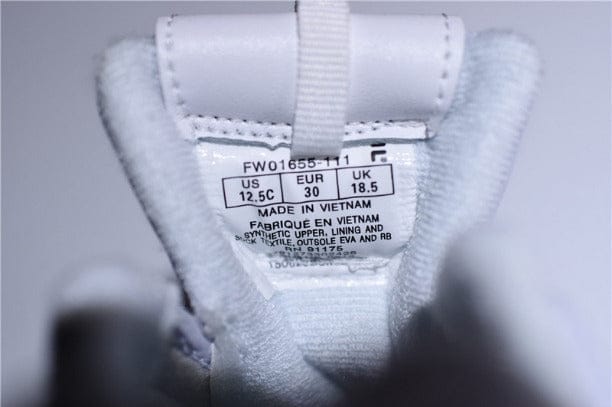 FW01655-111
US EUR UK
12.5C 30 18.5
MADE IN VIETNAM
FABRIQUÉ EN VIETNAM
SYNTHETIC UPPER, LINING AND
SOCK TEXTILE, OUTSOLE EVA AND RB
RN 91175